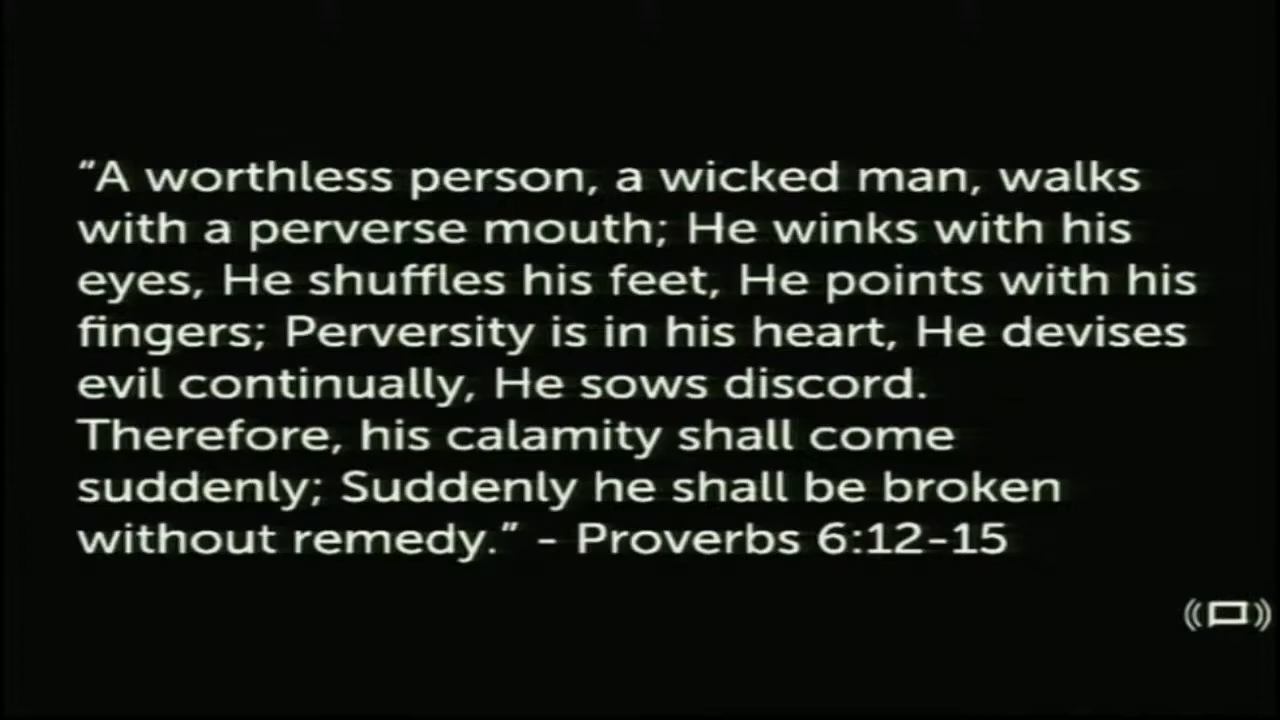 “A worthless person, a wicked man, walks
with a perverse mouth; He winks with his
eyes, He shuffles his feet, He points with his
fingers; Perversity is in his heart, He devises
evil continually, He sows discord.
Therefore, his calamity shall come
suddenly; Suddenly he shall be broken
without remedy.” - Proverbs 6:12-15